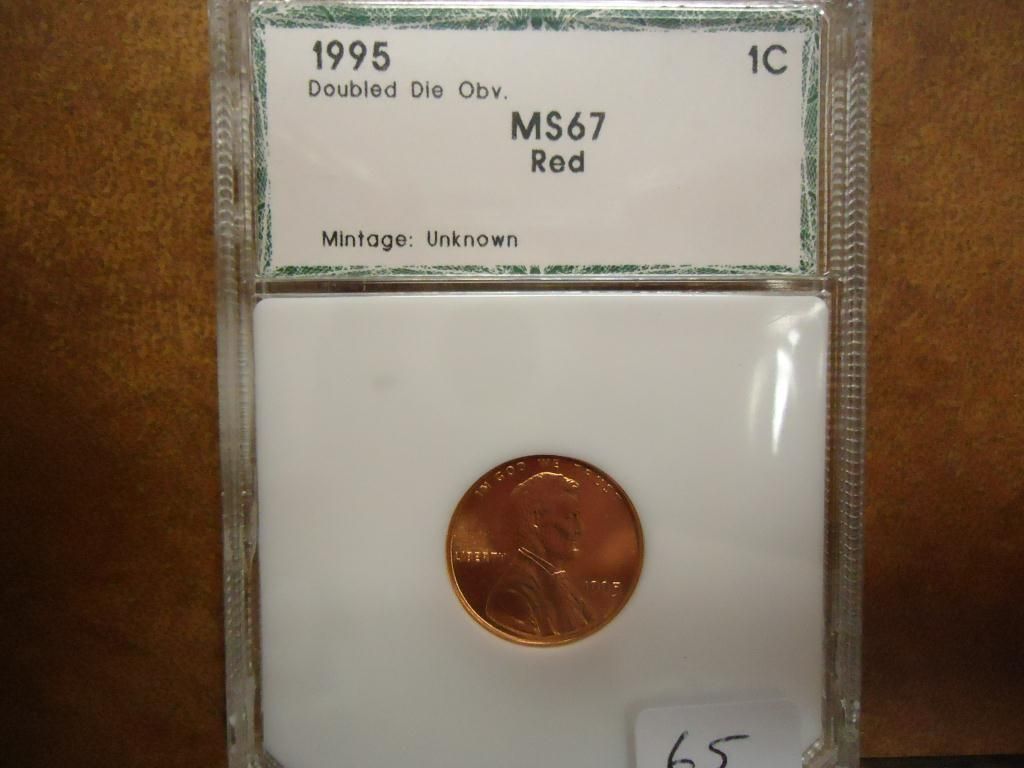 1995 1C
Doubled Die Obv.
MS67
Red
Mintage: Unknown
IN GOD WE TRUST
LIBERTY
1995
65